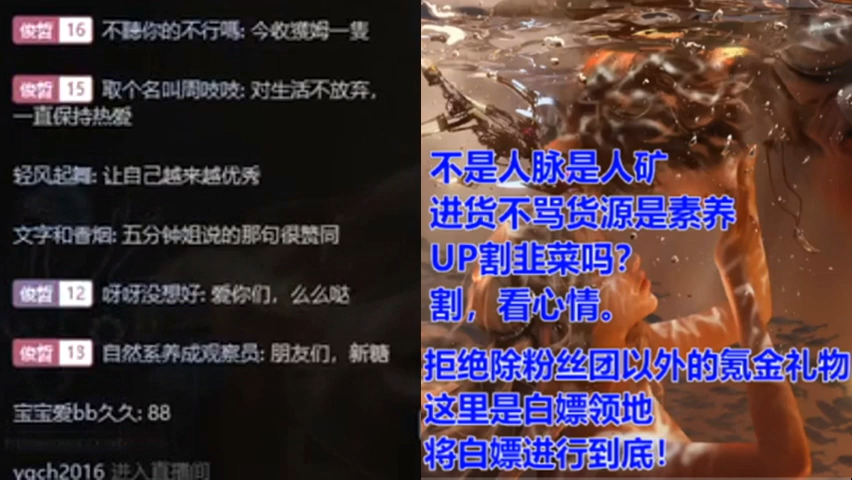 俊皙 16 不聽你的不行嗎: 今收獲姆一隻
俊皙 15 取个名叫周吱吱: 对生活不放弃，
一直保持热爱
轻风起舞: 让自己越来越优秀
文字和香烟: 五分钟姐说的那句很赞同
俊皙 12 呀呀没想好: 爱你们，么么哒
俊皙 13 自然系养成观察员: 朋友们，新糖
宝宝爱bb久久: 88
ygch2016 进入直播间
不是人脉是人矿
进货不骂货源是素养
UP割韭菜吗?
割，看心情。
拒绝除粉丝团以外的氪金礼物
这里是白嫖领地
将白嫖进行到底!